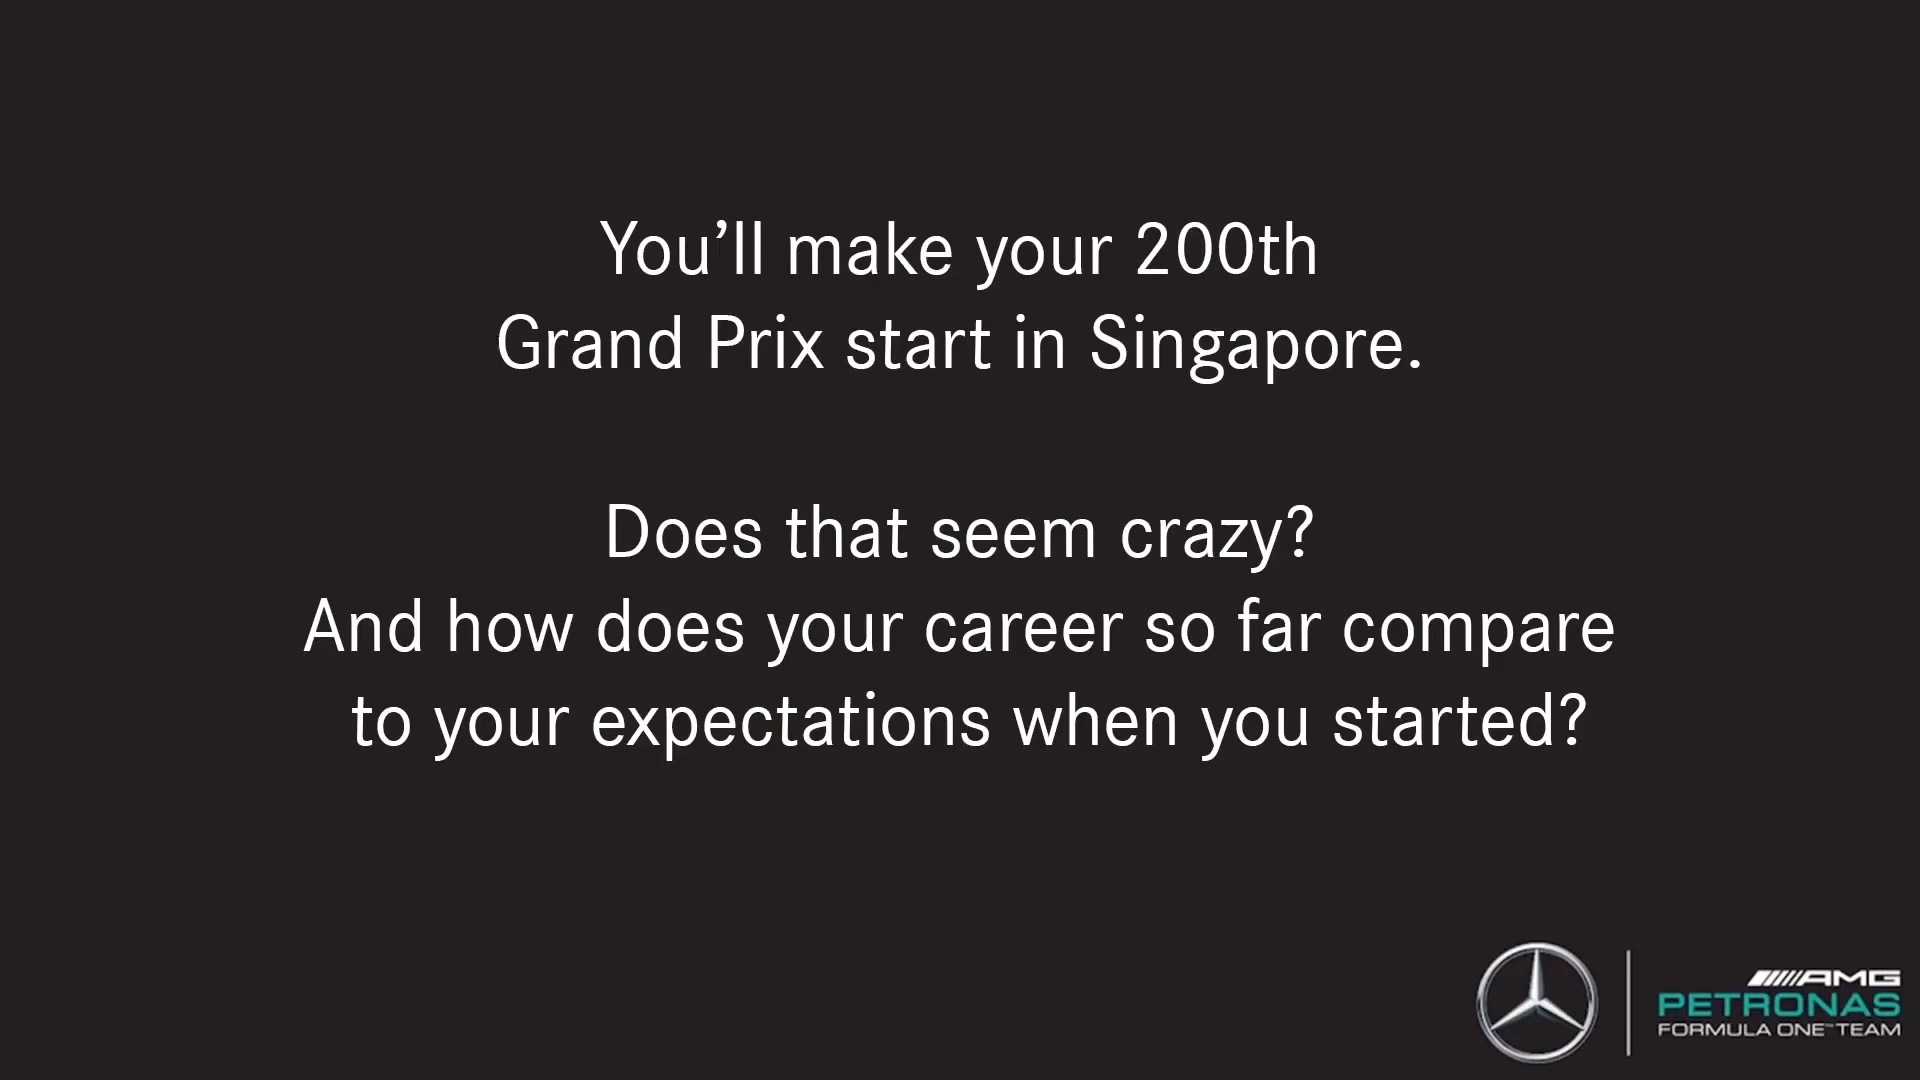 You’ll make your 200th
Grand Prix start in Singapore.
Does that seem crazy?
And how does your career so far compare
to your expectations when you started?
AMG
PETRONAS
FORMULA ONE™ TEAM